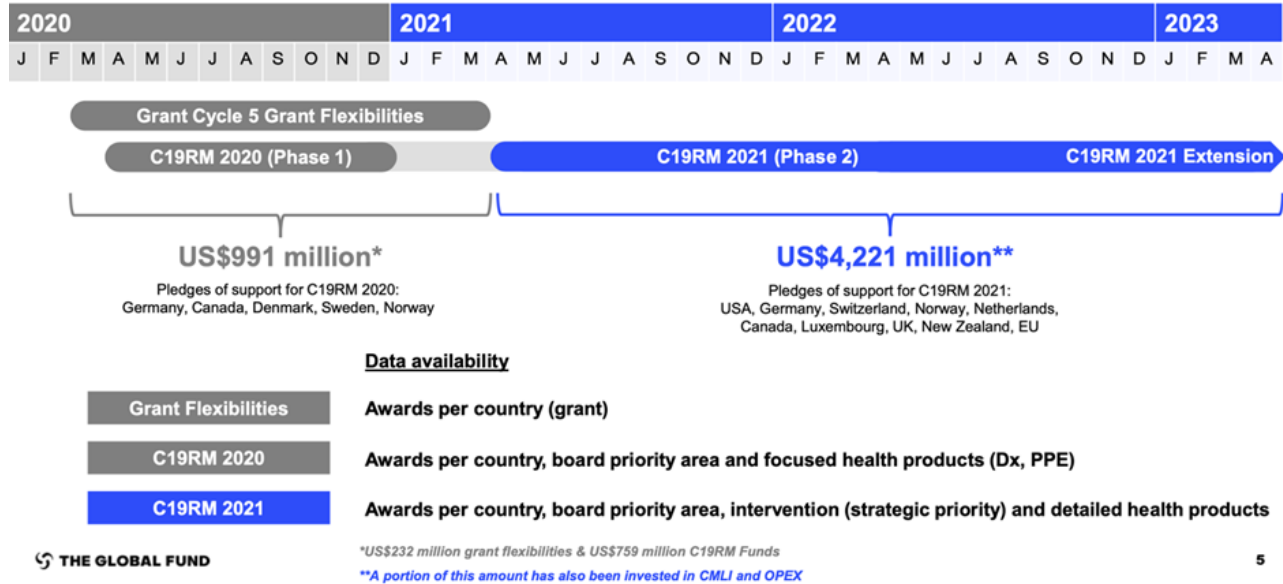 2020 2021 2022 2023
J F M A M J J A S O N D J F M A M J J A S O N D J F M A M J J A S O N D J F M A
Grant Cycle 5 Grant Flexibilities
C19RM 2020 (Phase 1) C19RM 2021 (Phase 2) C19RM 2021 Extension
US$991 million* US$4,221 million**
Pledges of support for C19RM 2020:
Germany, Canada, Denmark, Sweden, Norway
Pledges of support for C19RM 2021:
USA, Germany, Switzerland, Norway, Netherlands,
Canada, Luxembourg, UK, New Zealand, EU
Data availability
Grant Flexibilities Awards per country (grant)
C19RM 2020 Awards per country, board priority area and focused health products (Dx, PPE)
C19RM 2021 Awards per country, board priority area, intervention (strategic priority) and detailed health products
THE GLOBAL FUND
*US$232 million grant flexibilities & US$759 million C19RM Funds
**A portion of this amount has also been invested in CMLI and OPEX
5